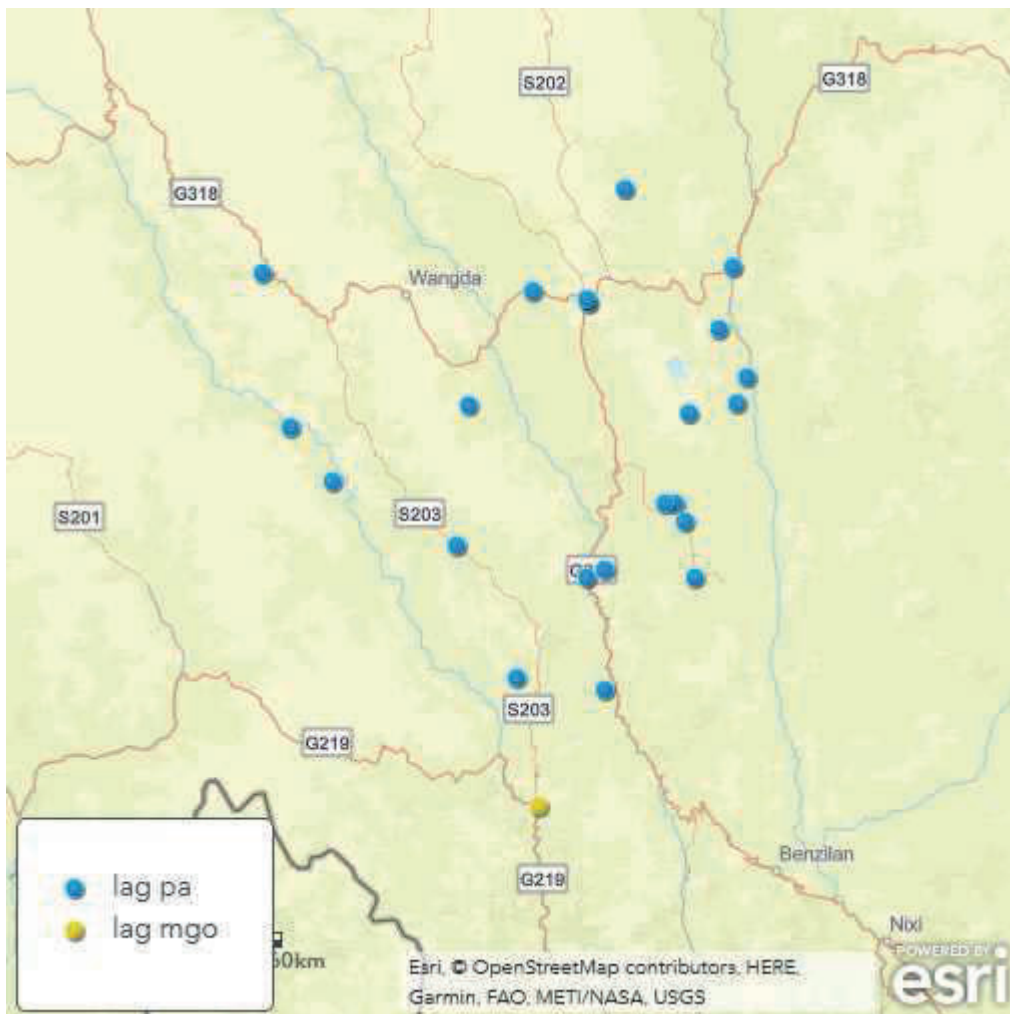 S202
G318
G318
Wangda
S203
S201
S203
G219
G219
Benzilan
Nixi
lag pa
lag mgo
Esri, © OpenStreetMap contributors, HERE,
Garmin, FAO, METI/NASA, USGS
POWERED BY
esri